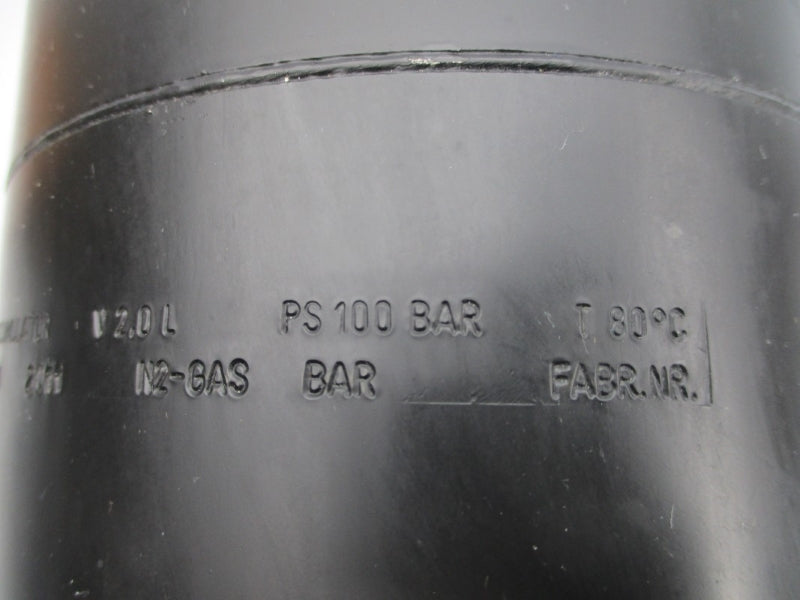 V 2.0 L PS 100 BAR T 80°C
N2-GAS BAR FABR.NR.